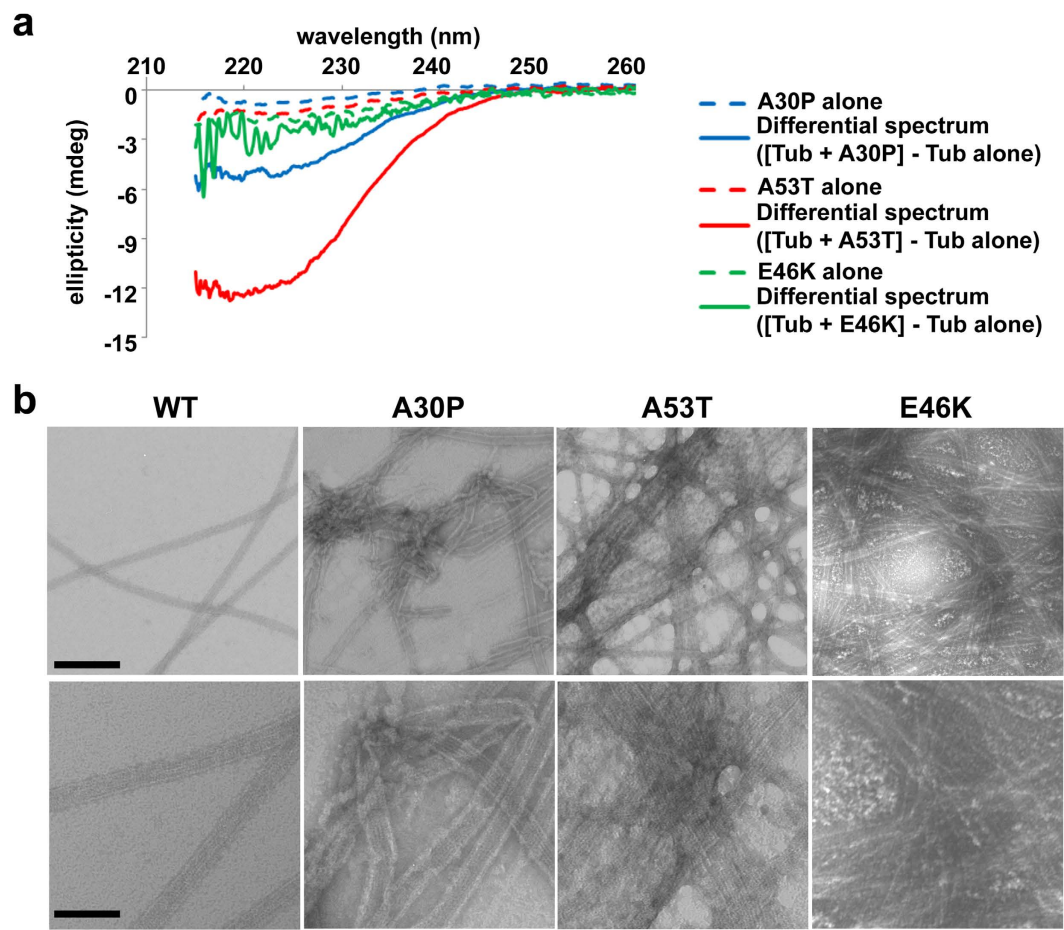 a
wavelength (nm)
210 220 230 240 250 260
0
-3
-6
-9
-12
-15
ellipticity (mdeg)
A30P alone
Differential spectrum
([Tub + A30P] - Tub alone)
A53T alone
Differential spectrum
([Tub + A53T] - Tub alone)
E46K alone
Differential spectrum
([Tub + E46K] - Tub alone)
b
WT A30P A53T E46K